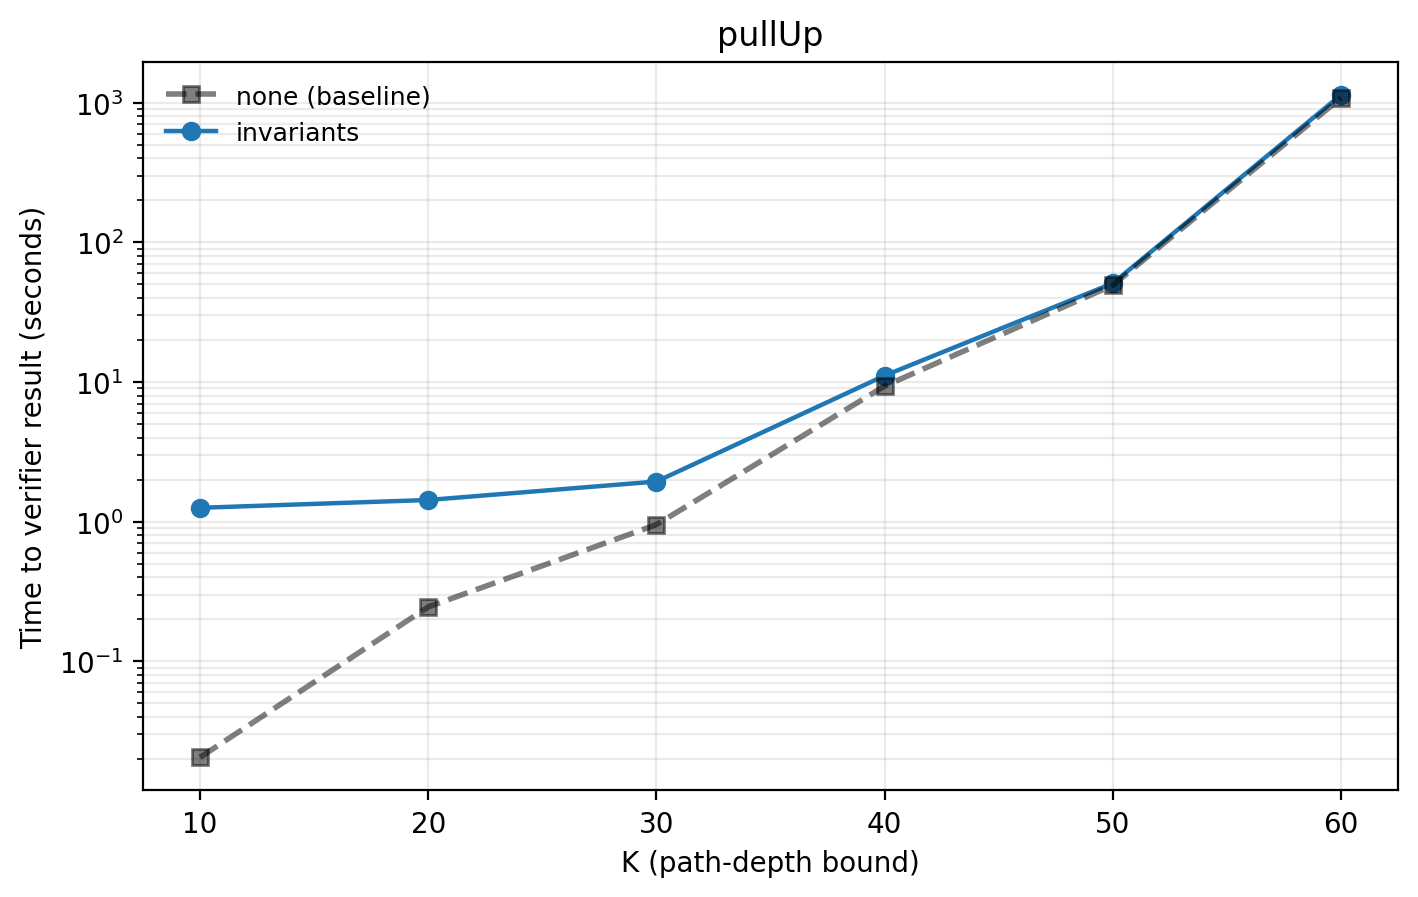 pullUp
none (baseline)
invariants
Time to verifier result (seconds)
10³
10²
10¹
10⁰
10⁻¹
10 20 30 40 50 60
K (path-depth bound)